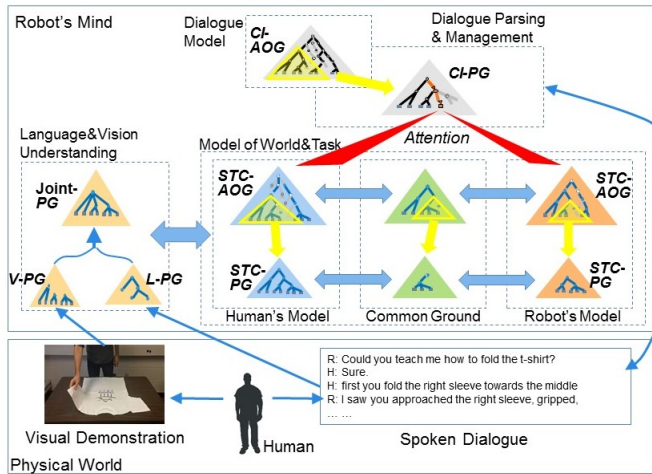 Robot's Mind
Dialogue
Model
CI-
AOG
Dialogue Parsing
& Management
CI-PG
Attention
Language&Vision
Understanding
Joint-
PG
V-PG
L-PG
Model of World&Task
STC-
AOG
STC-
AOG
STC-
PG
STC-
PG
Human's Model
Common Ground
Robot's Model
R: Could you teach me how to fold the t-shirt?
H: Sure.
H: first you fold the right sleeve towards the middle
R: I saw you approached the right sleeve, gripped,
... ...
Visual Demonstration
Human
Spoken Dialogue
Physical World